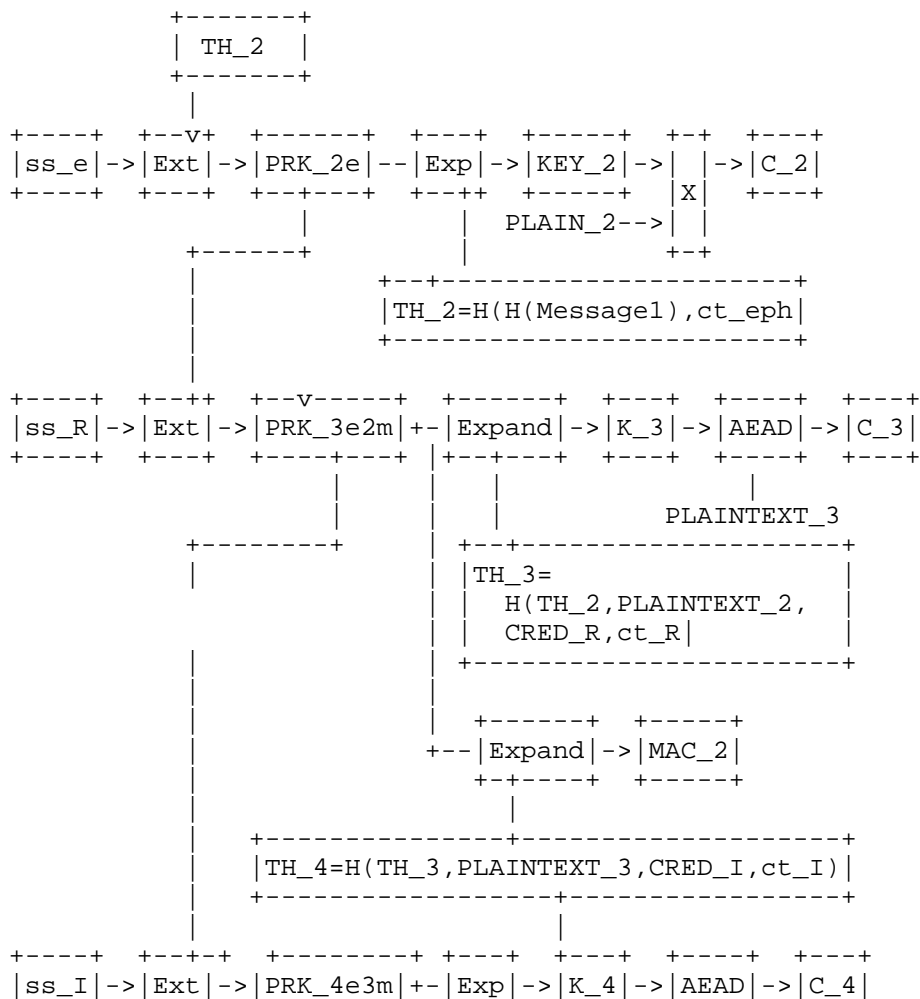 TH_2
ss_e -> Ext -> PRK_2e -- Exp -> KEY_2 -> -> C_2
X
PLAIN_2-->
TH_2=H(H(Message1),ct_eph
ss_R -> Ext -> PRK_3e2m +- Expand -> K_3 -> AEAD -> C_3
PLAINTEXT_3
TH_3=
H(TH_2,PLAINTEXT_2,
CRED_R,ct_R|
+-- Expand -> MAC_2
TH_4=H(TH_3,PLAINTEXT_3,CRED_I,ct_I)
ss_I -> Ext -> PRK_4e3m +- Exp -> K_4 -> AEAD -> C_4